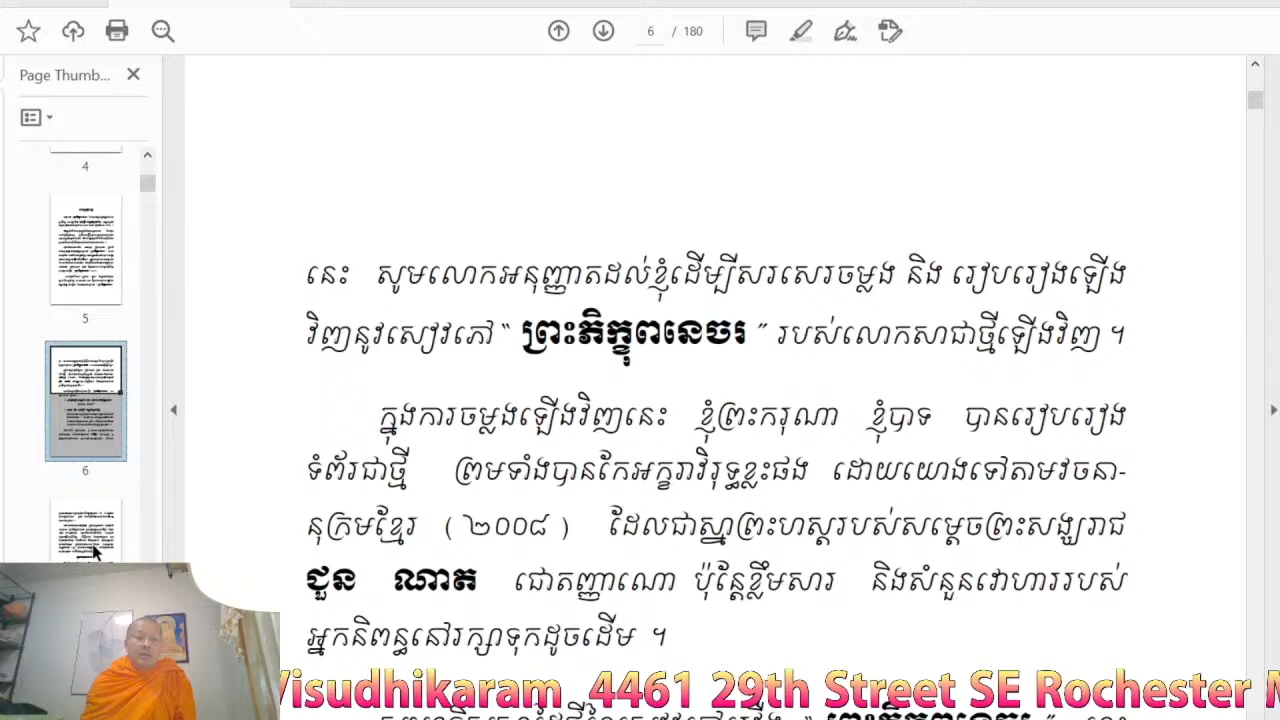 6 / 180
Page Thumb...
4
5
6
នេះ សូមលោកអនុញ្ញាតដល់ខ្ញុំដើម្បីសរសេរចម្លង និង រៀបរៀងឡើង
វិញនូវសៀវភៅ " ព្រះភិក្ខុពនេចរ " របស់លោកសាជាថ្មីឡើងវិញ ។
ក្នុងការចម្លងឡើងវិញនេះ ខ្ញុំព្រះករុណា ខ្ញុំបាទ បានរៀបរៀង
ទំព័រជាថ្មី ព្រមទាំងបានកែអក្ខរាវិរុទ្ធខ្លះផង ដោយយោងទៅតាមវចនា-
នុក្រមខ្មែរ ( ២០០៨ ) ដែលជាស្នាព្រះហស្តរបស់សម្តេចព្រះសង្ឃរាជ
ជួន ណាត ជោតញ្ញាណោ ប៉ុន្តែខ្លឹមសារ និងសំនួនវោហាររបស់
អ្នកនិពន្ធនៅរក្សាទុកដូចដើម ។
Visudhikaram 4461 29th Street SE Rochester M